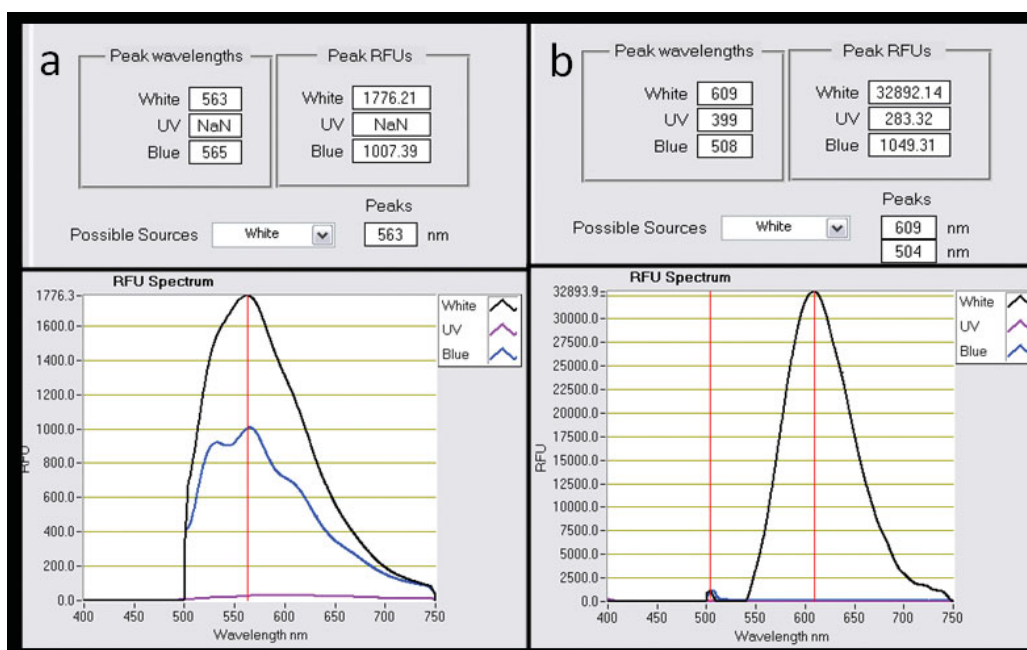 a
Peak wavelengths
Peak RFUs
White 563
White 1776.21
UV NaN
UV NaN
Blue 565
Blue 1007.39
Peaks
Possible Sources White 563 nm
RFU Spectrum
1776.3
1600.0
1400.0
1200.0
1000.0
800.0
600.0
400.0
200.0
0.0
RFU
400 450 500 550 600 650 700 750
Wavelength nm
White
UV
Blue
b
Peak wavelengths
Peak RFUs
White 609
White 32892.14
UV 399
UV 283.32
Blue 508
Blue 1049.31
Peaks
Possible Sources White 609 nm
504 nm
RFU Spectrum
32893.9
30000.0
27500.0
25000.0
22500.0
20000.0
17500.0
15000.0
12500.0
10000.0
7500.0
5000.0
2500.0
0.0
RFU
400 450 500 550 600 650 700 750
Wavelength nm
White
UV
Blue